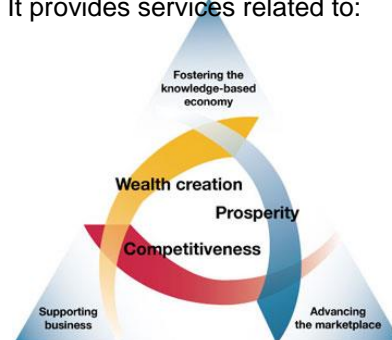 It provides services related to:
Fostering the
knowledge-based
economy
Wealth creation
Prosperity
Competitiveness
Supporting
business
Advancing
the marketplace